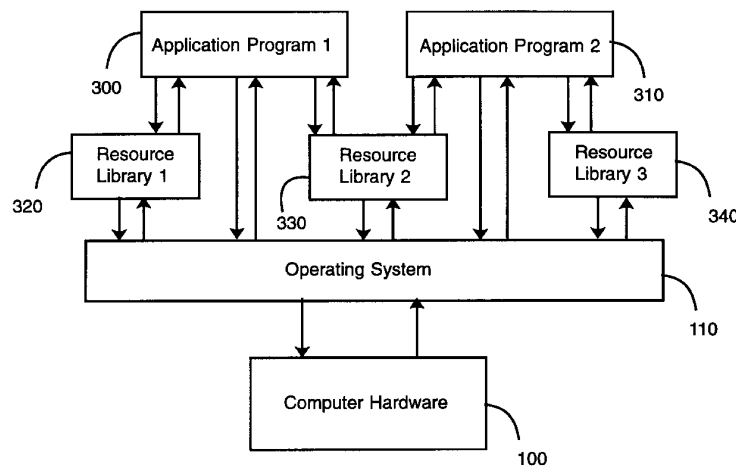 Application Program 1
Application Program 2
300
310
Resource
Library 1
Resource
Library 2
Resource
Library 3
320
330
340
Operating System
110
Computer Hardware
100